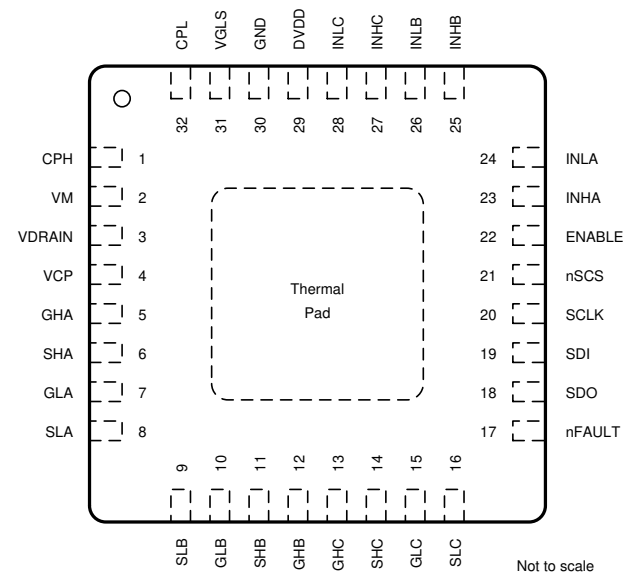 CPL VGLS GND DVDD INLC INHC INLB INHB
32 31 30 29 28 27 26 25
CPH 1 24 INLA
VM 2 23 INHA
VDRAIN 3 22 ENABLE
VCP 4 21 nSCS
GHA 5 20 SCLK
SHA 6 19 SDI
GLA 7 18 SDO
SLA 8 17 nFAULT
Thermal
Pad
9 10 11 12 13 14 15 16
SLB GLB SHB GHB GHC SHC GLC SLC
Not to scale